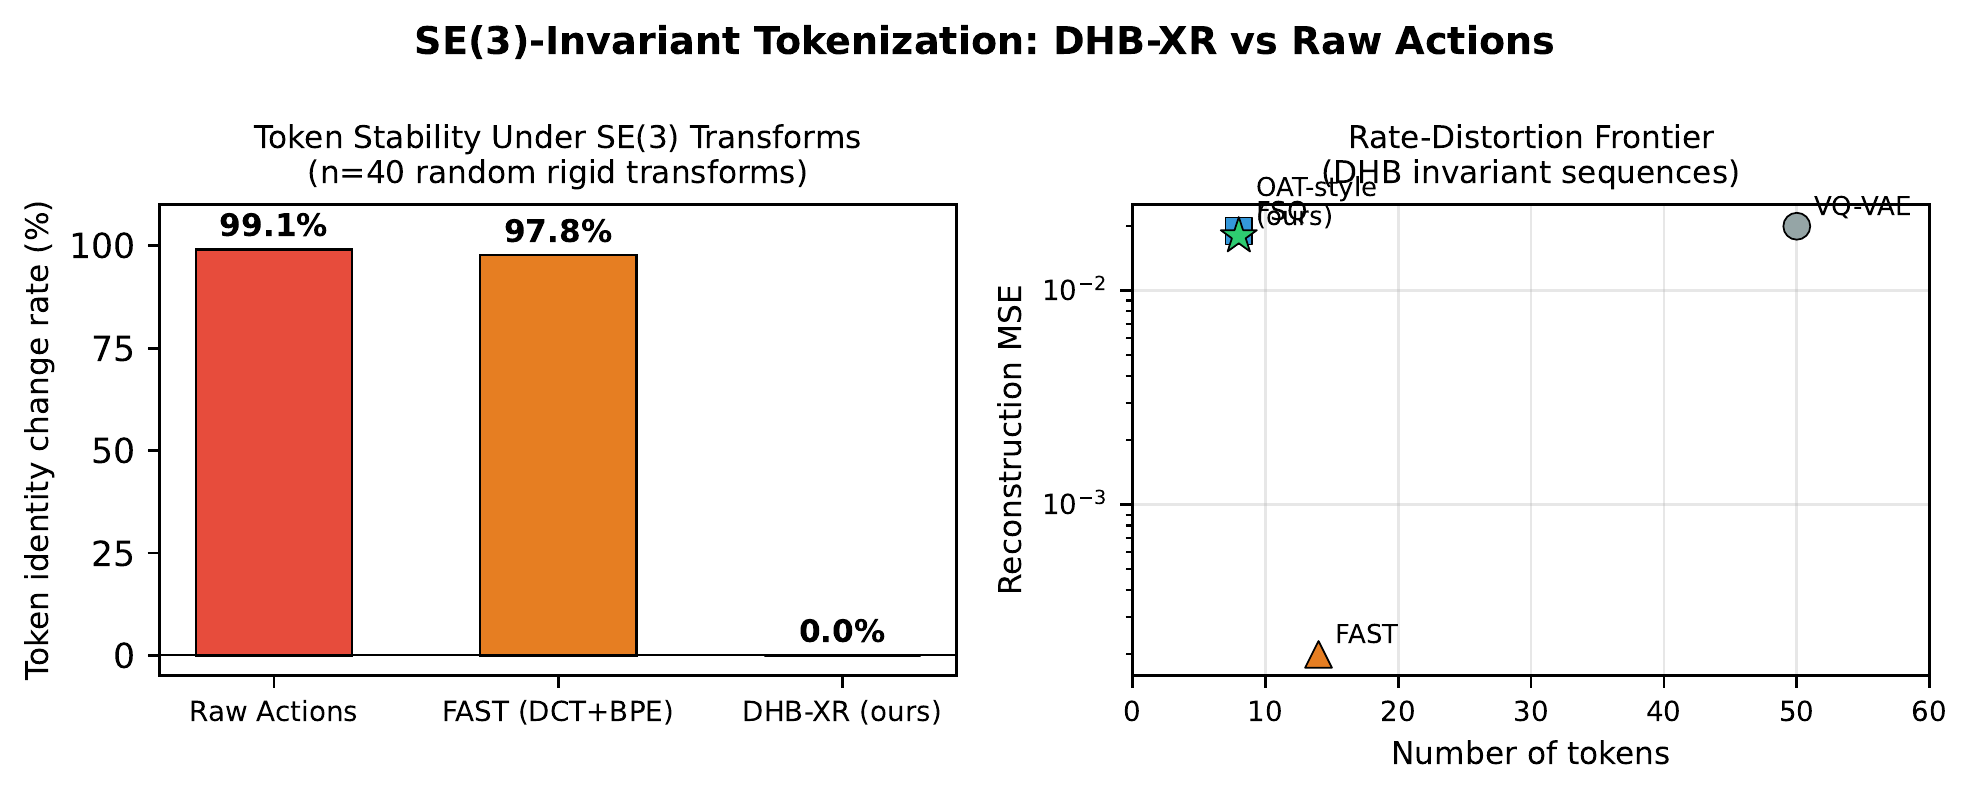 SE(3)-Invariant Tokenization: DHB-XR vs Raw Actions
Token Stability Under SE(3) Transforms
(n=40 random rigid transforms)
Token identity change rate (%)
100
75
50
25
0
99.1%
97.8%
0.0%
Raw Actions
FAST (DCT+BPE)
DHB-XR (ours)
Rate-Distortion Frontier
(DHB invariant sequences)
Reconstruction MSE
10⁻²
10⁻³
OAT-style
(ours)
FSQ
VQ-VAE
FAST
0
10
20
30
40
50
60
Number of tokens